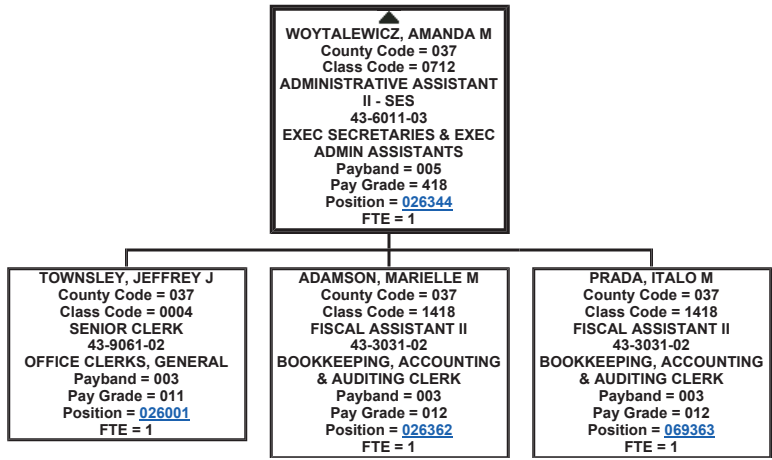 WOYTALEWICZ, AMANDA M
County Code = 037
Class Code = 0712
ADMINISTRATIVE ASSISTANT
II - SES
43-6011-03
EXEC SECRETARIES & EXEC
ADMIN ASSISTANTS
Payband = 005
Pay Grade = 418
Position = 026344
FTE = 1
TOWNSLEY, JEFFREY J
County Code = 037
Class Code = 0004
SENIOR CLERK
43-9061-02
OFFICE CLERKS, GENERAL
Payband = 003
Pay Grade = 011
Position = 026001
FTE = 1
ADAMSON, MARIELLE M
County Code = 037
Class Code = 1418
FISCAL ASSISTANT II
43-3031-02
BOOKKEEPING, ACCOUNTING
& AUDITING CLERK
Payband = 003
Pay Grade = 012
Position = 026362
FTE = 1
PRADA, ITALO M
County Code = 037
Class Code = 1418
FISCAL ASSISTANT II
43-3031-02
BOOKKEEPING, ACCOUNTING
& AUDITING CLERK
Payband = 003
Pay Grade = 012
Position = 069363
FTE = 1